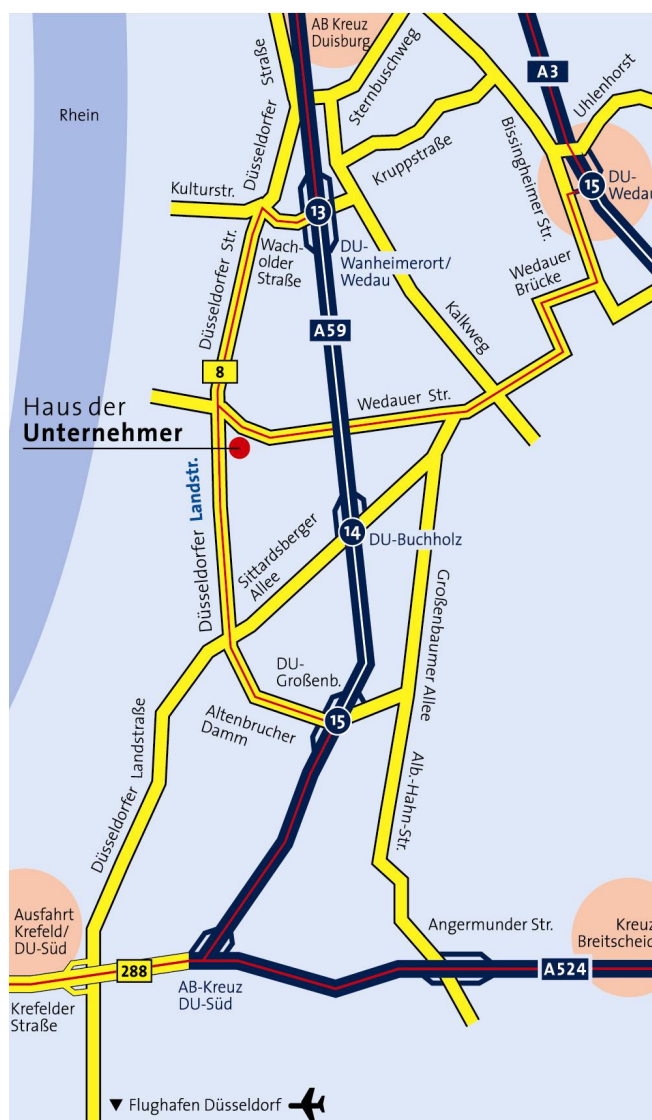 AB Kreuz
Duisburg
Rhein
Düsseldorfer
Straße
Sternbuschweg
A3
Uhlenhorst
Kulturstr.
Kruppstraße
Bissingheimer Str.
15
DU-
Wedau
13
Wach-
older
Straße
DU-
Wanheimerort/
Wedau
Düsseldorfer Str.
Wedauer
Brücke
A59
Kalkweg
8
Haus der
Unternehmer
Wedauer Str.
Düsseldorfer Landstr.
Sittardsberger
Allee
14
DU-Buchholz
Großenbaumer Allee
DU-
Großenb.
15
Altenbrucher
Damm
Düsseldorfer Landstraße
Alb.-Hahn-Str.
Ausfahrt
Krefeld/
DU-Süd
Angermunder Str.
Kreuz
Breitscheid
288
A524
Krefelder
Straße
AB-Kreuz
DU-Süd
▼ Flughafen Düsseldorf